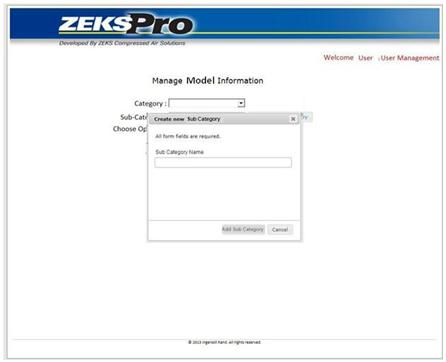 ZEKSPro
Developed By ZEKS Compressed Air Solutions
Welcome User : User Management
Manage Model Information
Category :
Sub-Cat
Choose Op
Create new Sub Category
All form fields are required.
Sub Category Name
Add Sub Category Cancel
© 2013 Ingersoll Rand. All rights reserved.